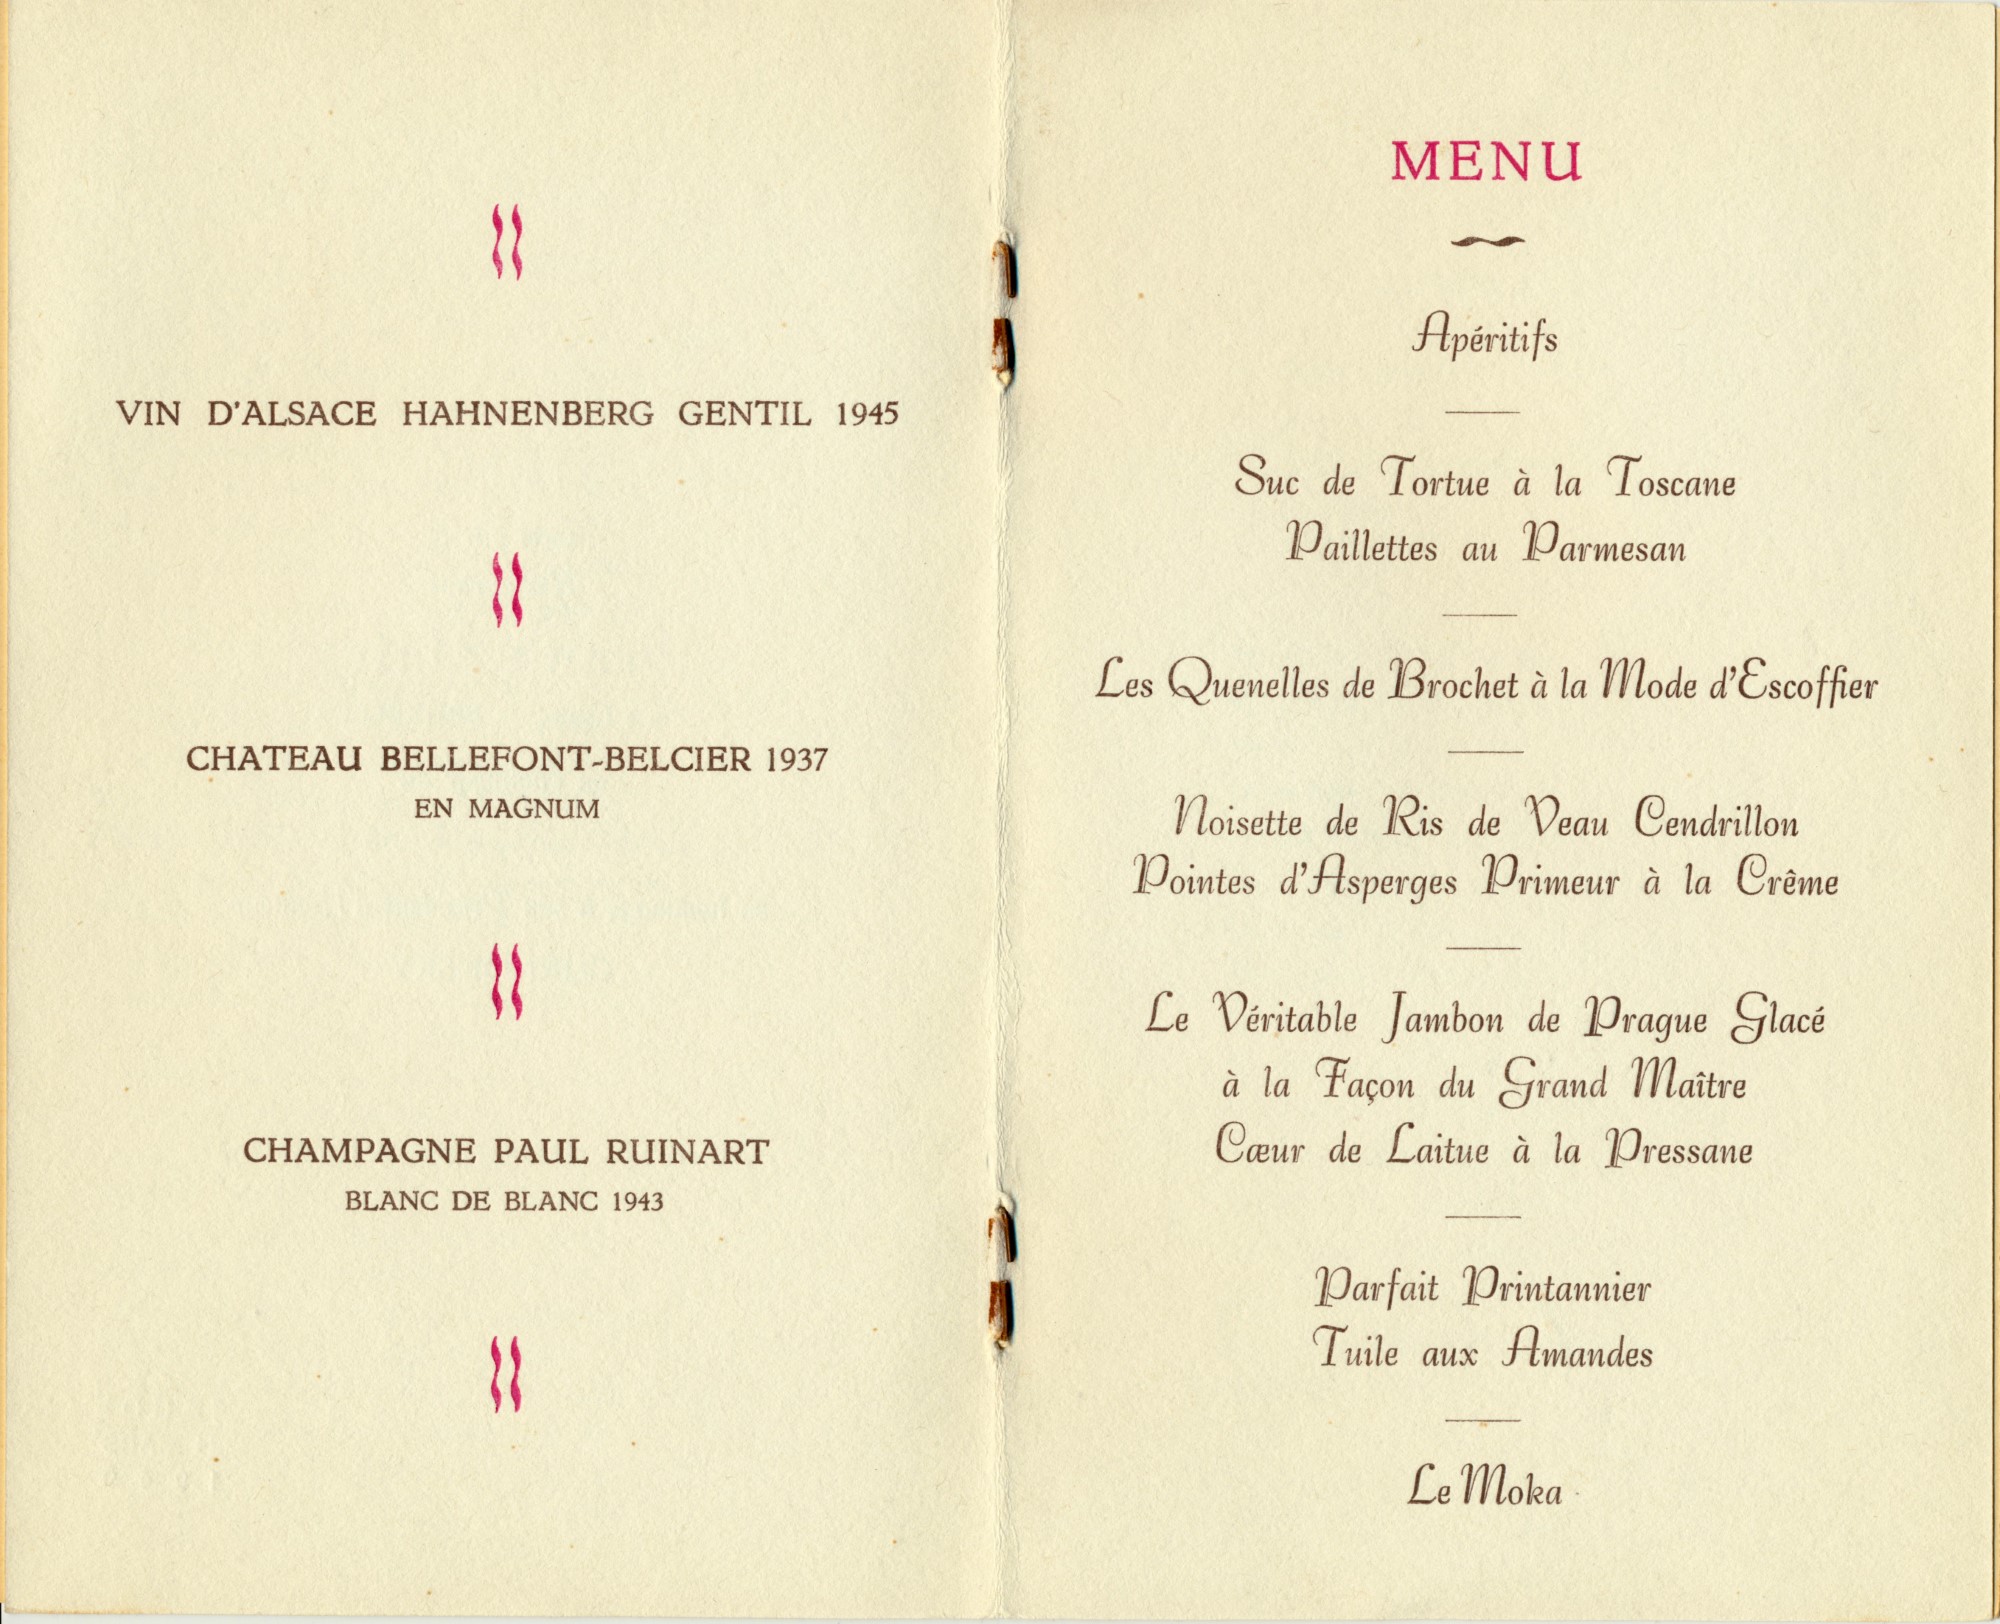 VIN D'ALSACE HAHNENBERG GENTIL 1945
CHATEAU BELLEFONT-BELCIER 1937
EN MAGNUM
CHAMPAGNE PAUL RUINART
BLANC DE BLANC 1943
MENU
Apéritifs
Suc de Tortue à la Toscane
Paillettes au Parmesan
Les Quenelles de Brochet à la Mode d'Escoffier
Noisette de Ris de Veau Cendrillon
Pointes d'Asperges Primeur à la Crême
Le Véritable Jambon de Prague Glacé
à la Façon du Grand Maître
Cœur de Laitue à la Pressane
Parfait Printannier
Tuile aux Amandes
Le Moka